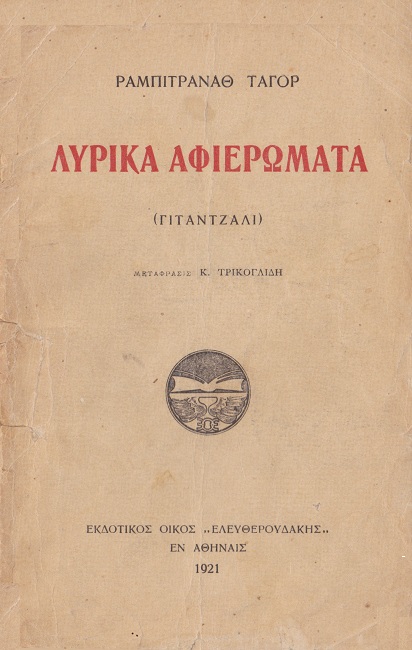 ΡΑΜΠΙΤΡΑΝΑΘ ΤΑΓΟΡ
ΛΥΡΙΚΑ ΑΦΙΕΡΩΜΑΤΑ
(ΓΙΤΑΝΤΖΑΛΙ)
ΜΕΤΑΦΡΑΣΙΣ Κ. ΤΡΙΚΟΓΛΙΔΗ
ΕΚΔΟΤΙΚΟΣ ΟΙΚΟΣ „ΕΛΕΥΘΕΡΟΥΔΑΚΗΣ“
ΕΝ ΑΘΗΝΑΙΣ
1921